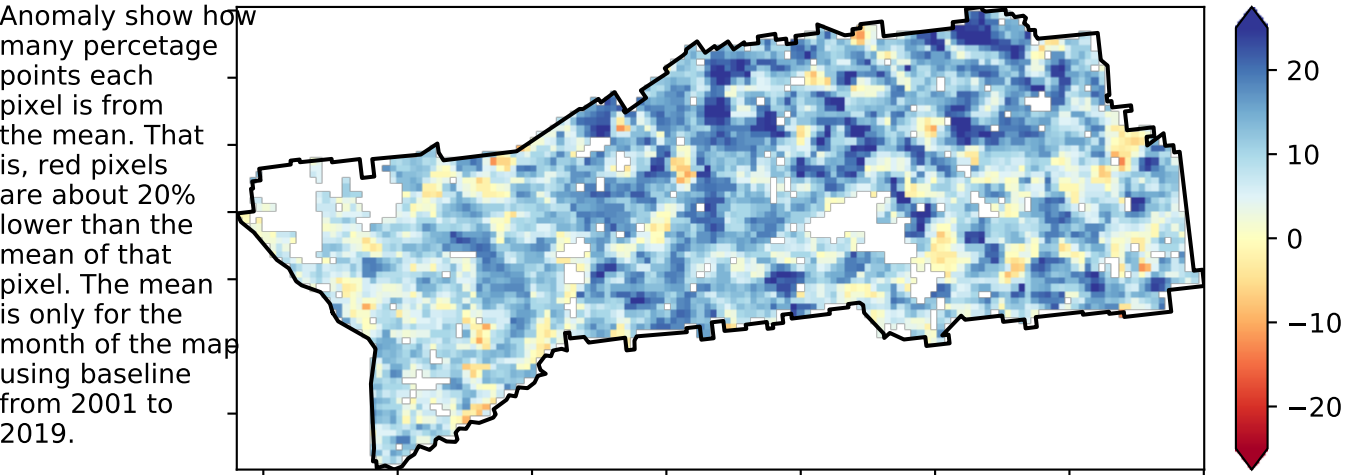 Anomaly show how
many percetage
points each
pixel is from
the mean. That
is, red pixels
are about 20%
lower than the
mean of that
pixel. The mean
is only for the
month of the map
using baseline
from 2001 to
2019.
20
10
0
−10
−20